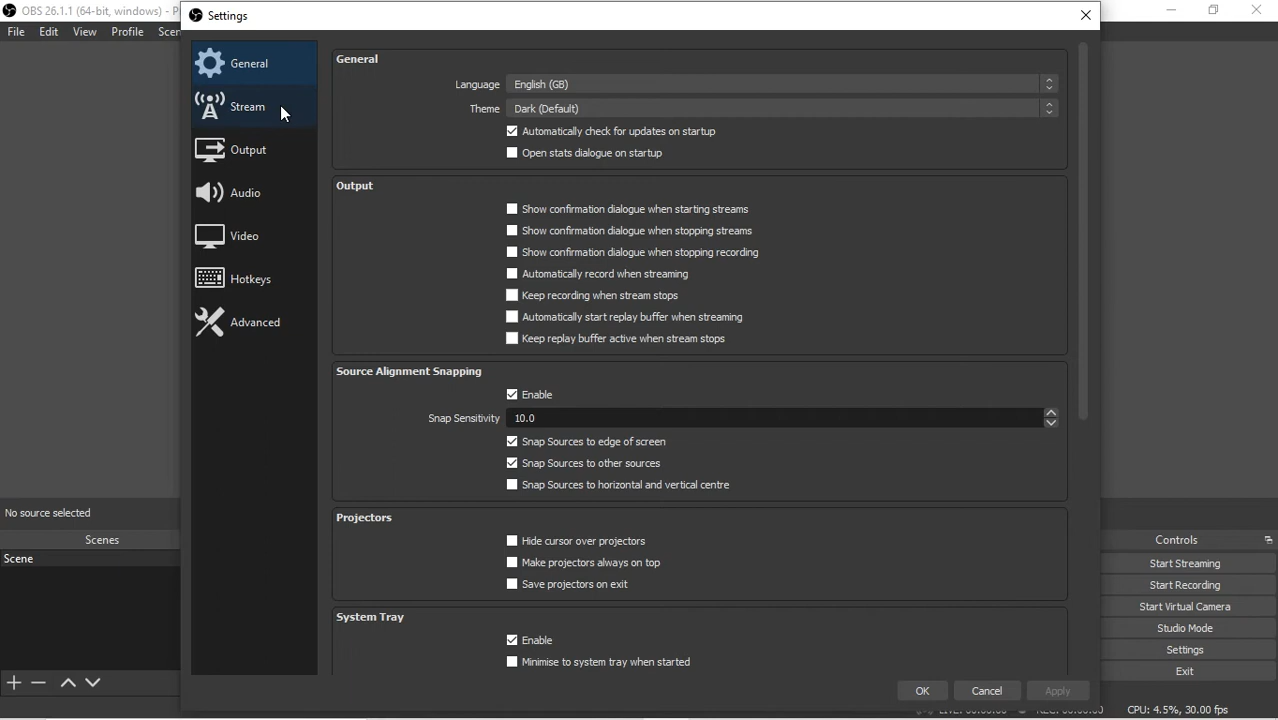 OBS 26.1.1 (64-bit, windows) - P
Settings
File Edit View Profile Scen
General
Stream
Output
Audio
Video
Hotkeys
Advanced
General
Language English (GB)
Theme Dark (Default)
Automatically check for updates on startup
Open stats dialogue on startup
Output
Show confirmation dialogue when starting streams
Show confirmation dialogue when stopping streams
Show confirmation dialogue when stopping recording
Automatically record when streaming
Keep recording when stream stops
Automatically start replay buffer when streaming
Keep replay buffer active when stream stops
Source Alignment Snapping
Enable
Snap Sensitivity 10.0
Snap Sources to edge of screen
Snap Sources to other sources
Snap Sources to horizontal and vertical centre
Projectors
Hide cursor over projectors
Make projectors always on top
Save projectors on exit
System Tray
Enable
Minimise to system tray when started
OK Cancel Apply
No source selected
Scenes
Scene
Controls
Start Streaming
Start Recording
Start Virtual Camera
Studio Mode
Settings
Exit
CPU: 4.5%, 30.00 fps